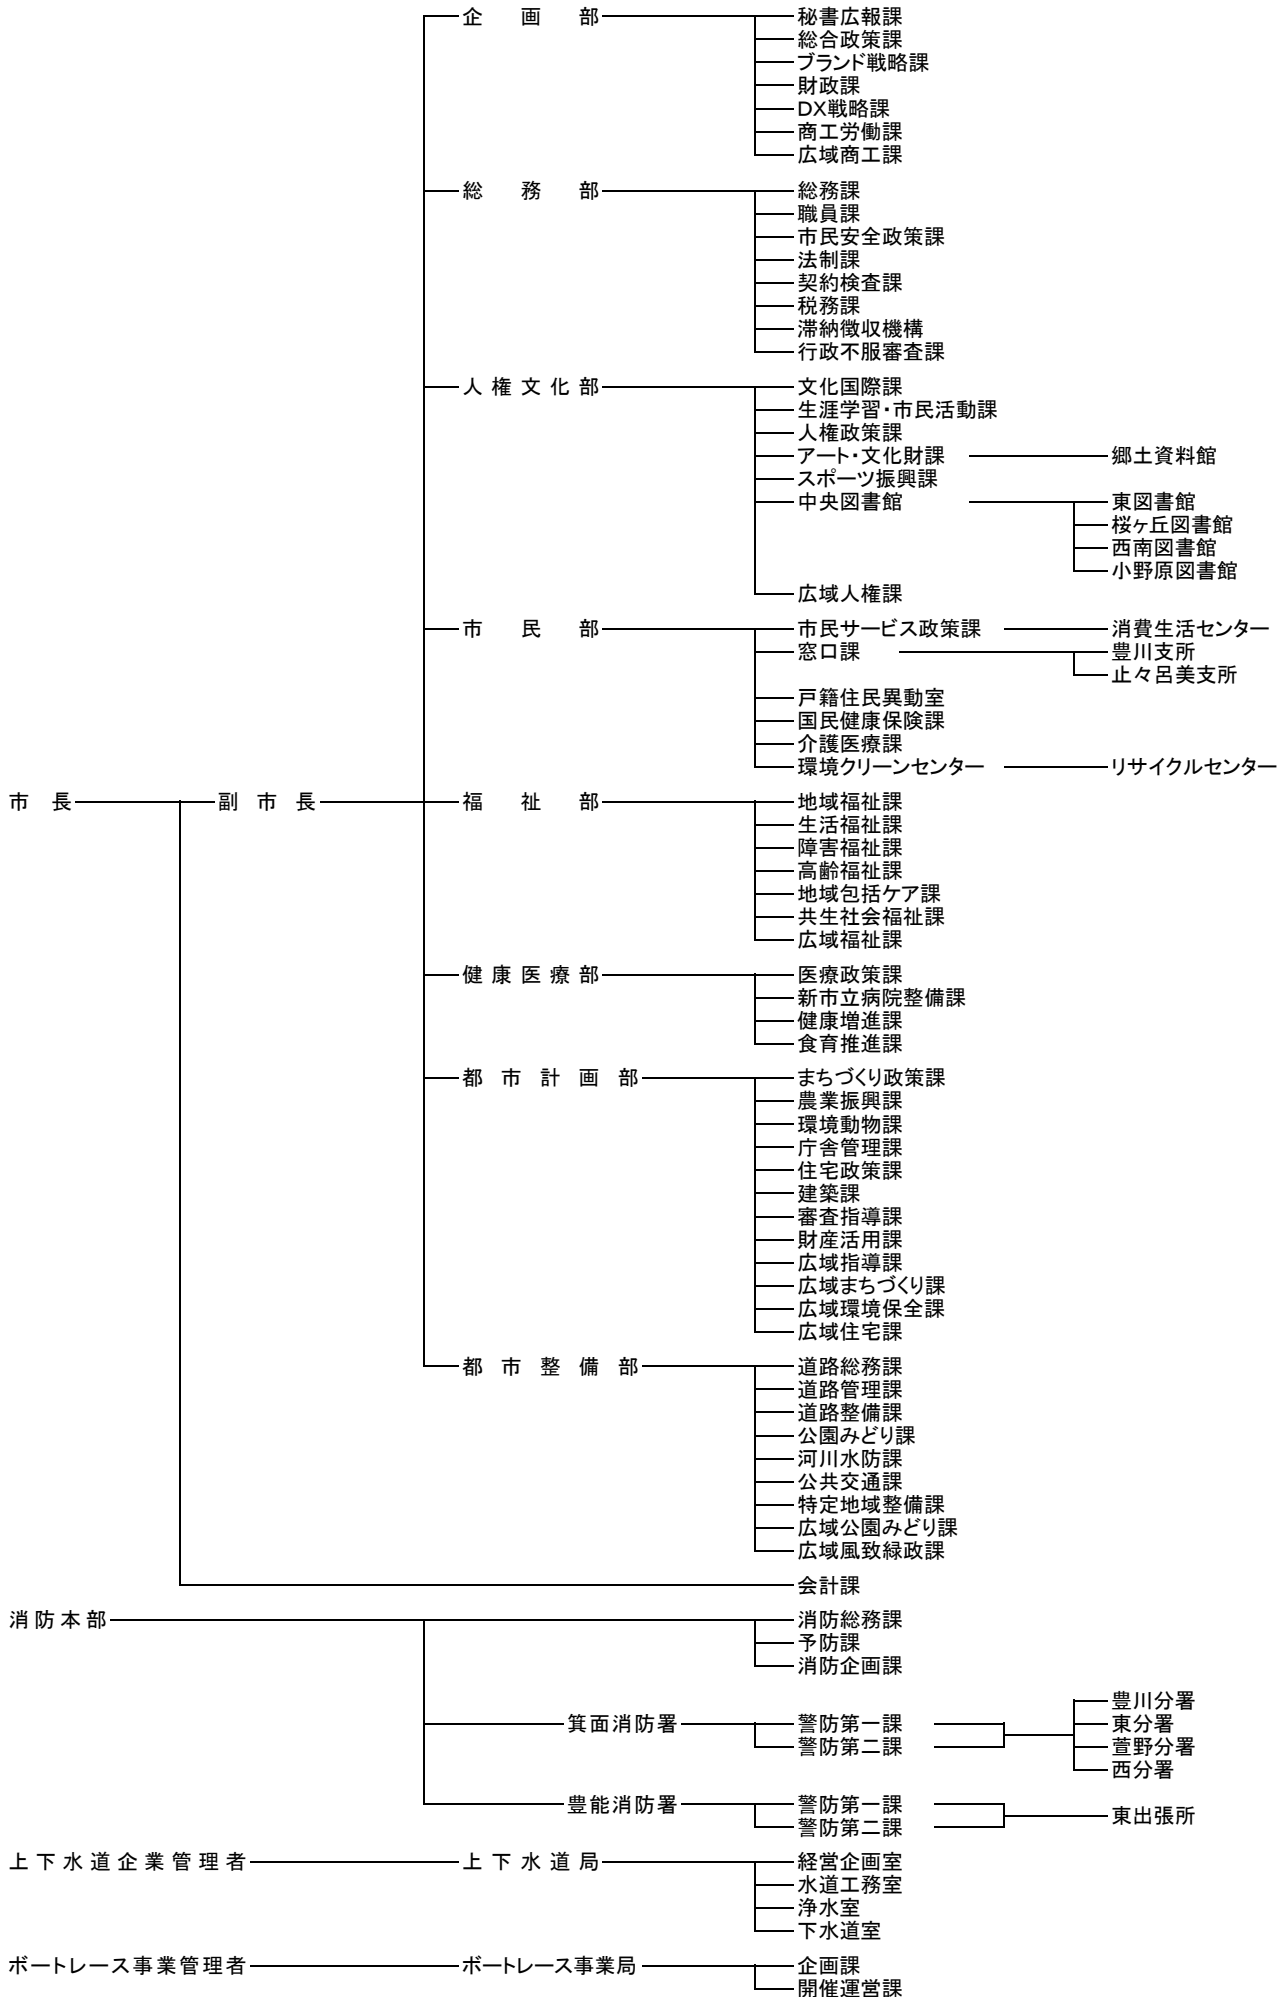 企画部 秘書広報課
総合政策課
ブランド戦略課
財政課
DX戦略課
商工労働課
広域商工課
総務部 総務課
職員課
市民安全政策課
法制課
契約検査課
税務課
滞納徴収機構
行政不服審査課
人権文化部 文化国際課
生涯学習・市民活動課
人権政策課
アート・文化財課 郷土資料館
スポーツ振興課
中央図書館 東図書館
桜ヶ丘図書館
西南図書館
小野原図書館
広域人権課
市民部 市民サービス政策課 消費生活センター
窓口課 豊川支所
止々呂美支所
戸籍住民異動室
国民健康保険課
介護医療課
環境クリーンセンター リサイクルセンター
市長 副市長 福祉部 地域福祉課
生活福祉課
障害福祉課
高齢福祉課
地域包括ケア課
共生社会福祉課
広域福祉課
健康医療部 医療政策課
新市立病院整備課
健康増進課
食育推進課
都市計画部 まちづくり政策課
農業振興課
環境動物課
庁舎管理課
住宅政策課
建築課
審査指導課
財産活用課
広域指導課
広域まちづくり課
広域環境保全課
広域住宅課
都市整備部 道路総務課
道路管理課
道路整備課
公園みどり課
河川水防課
公共交通課
特定地域整備課
広域公園みどり課
広域風致緑政課
会計課
消防本部 消防総務課
予防課
消防企画課
豊川分署
箕面消防署 警防第一課 東分署
警防第二課 萱野分署
西分署
豊能消防署 警防第一課
東出張所
警防第二課
上下水道企業管理者 上下水道局 経営企画室
水道工務室
浄水室
下水道室
ボートレース事業管理者 ボートレース事業局 企画課
開催運営課